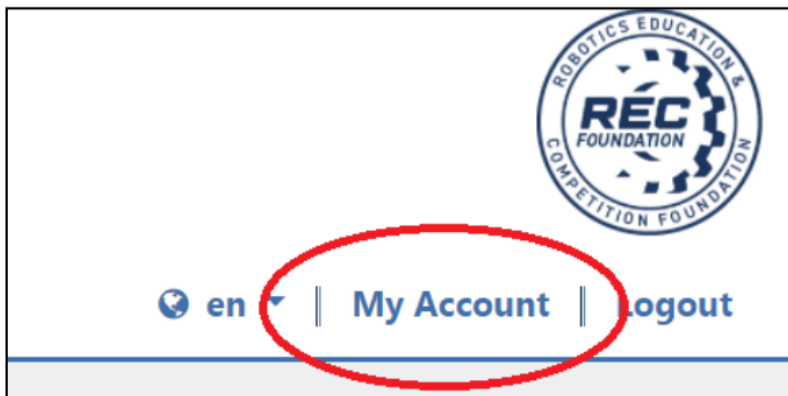 ROBOTICS EDUCATION &
REC
FOUNDATION
COMPETITION FOUNDATION
en | My Account | Logout